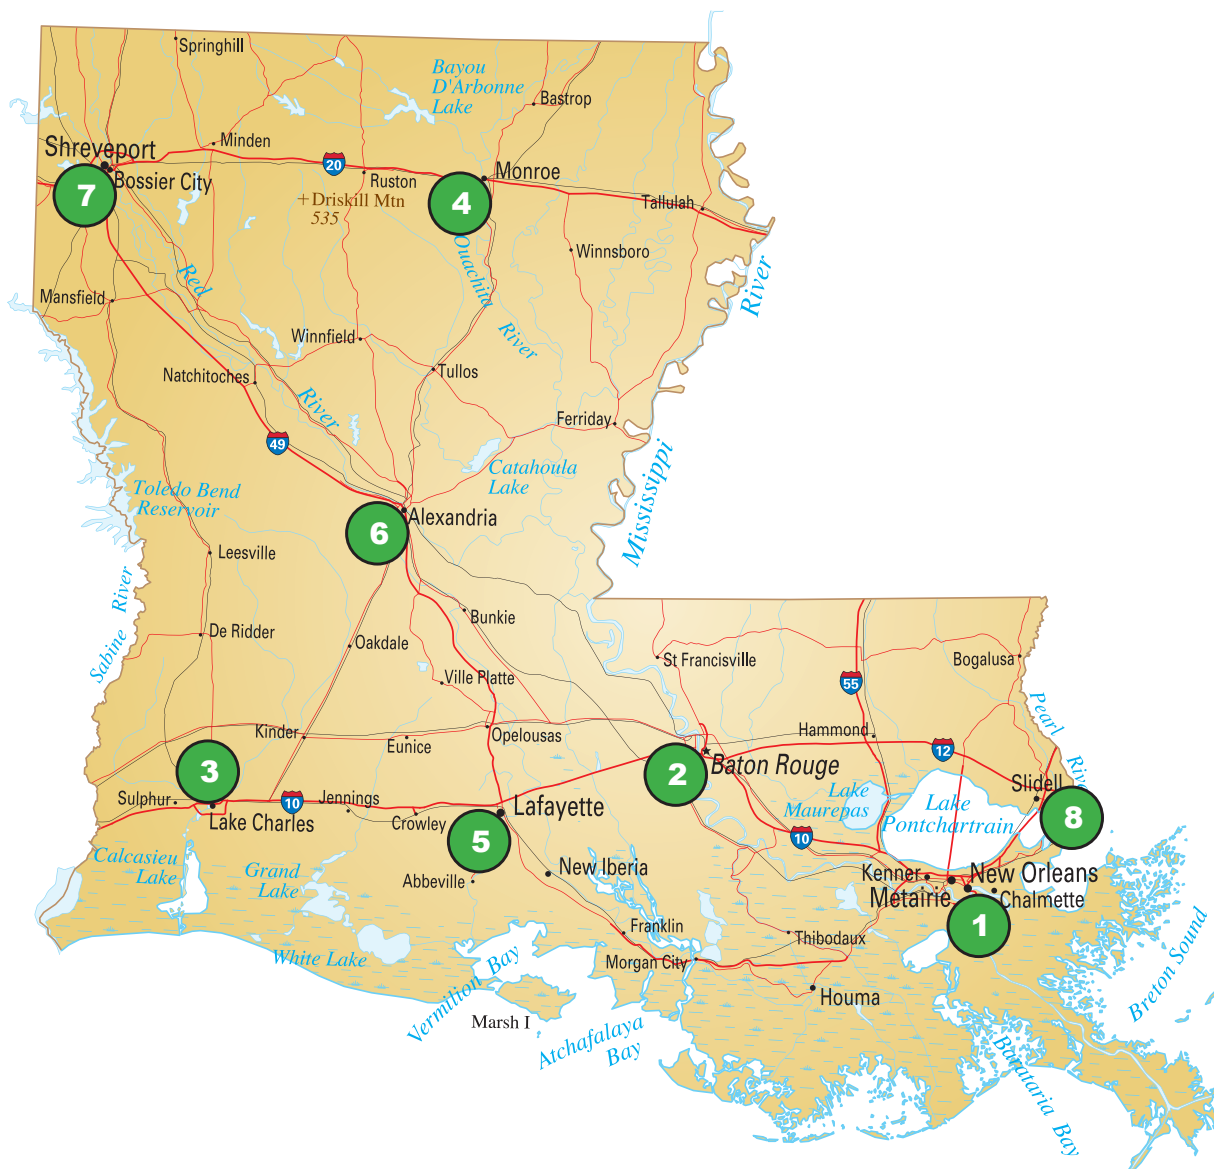 Springhill
Bayou
D'Arbonne
Lake
Bastrop
Minden
Shreveport
20
Monroe
Bossier City
Ruston
7
+Driskill Mtn
535
4
Tallulah
Winnsboro
Ouachita
River
Red
River
Mansfield
River
Winnfield
Natchitoches
Tullos
Ferriday
49
Catahoula
Lake
Mississippi
Toledo Bend
Reservoir
Alexandria
6
Leesville
Sabine River
Bunkie
De Ridder
Oakdale
St Francisville
Bogalusa
Ville Platte
55
Pearl
River
Kinder
Eunice
Opelousas
Hammond
12
3
2
Baton Rouge
Slidell
Sulphur
10
Jennings
Lafayette
Lake
Maurepas
Lake
Pontchartrain
8
Lake Charles
Crowley
5
10
Calcasieu
Lake
Grand
Lake
Abbeville
New Iberia
Kenner
New Orleans
Metairie
Chalmette
1
Franklin
Thibodaux
White Lake
Morgan City
Vermilion Bay
Houma
Marsh I
Atchafalaya
Bay
Breton Sound
Barataria Bay